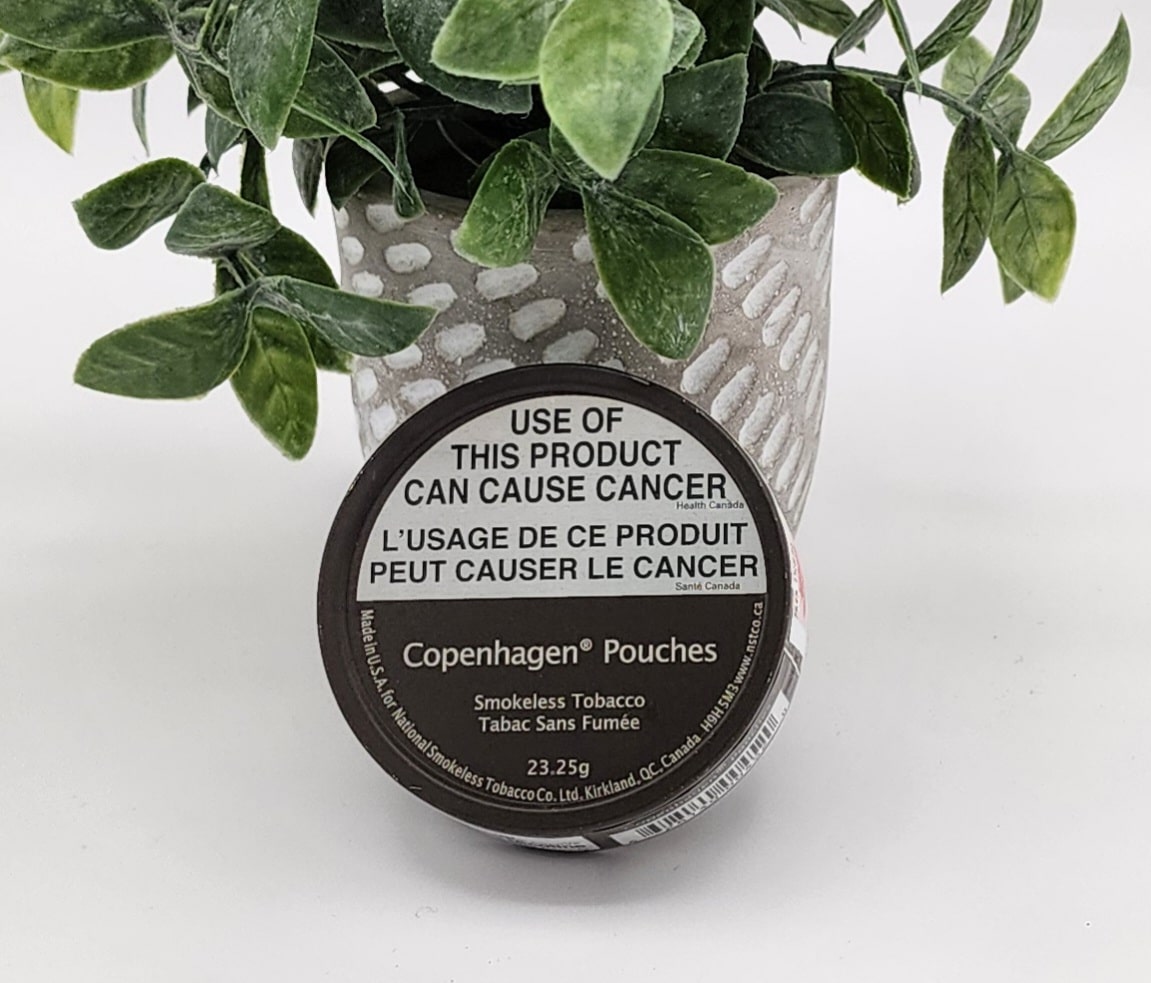 USE OF
THIS PRODUCT
CAN CAUSE CANCER
Health Canada
L'USAGE DE CE PRODUIT
PEUT CAUSER LE CANCER
Santé Canada
Copenhagen® Pouches
Smokeless Tobacco
Tabac Sans Fumée
23.25g
Made in U.S.A. for National Smokeless Tobacco Co. Ltd. Kirkland, QC, Canada H9H 5M3 www.nstco.ca